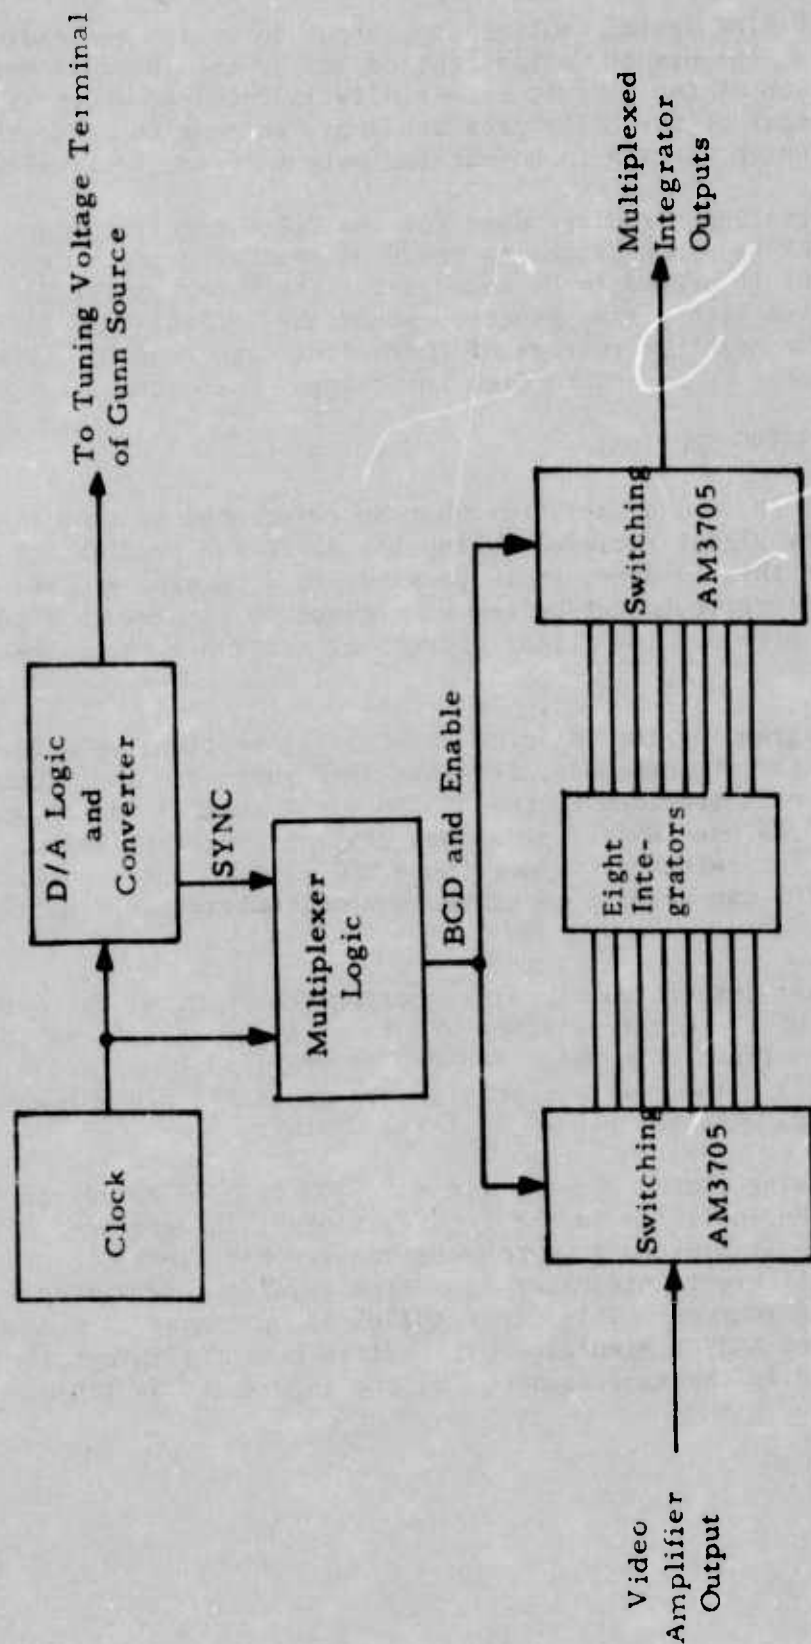 Clock
D/A Logic
and
Converter
To Tuning Voltage Terminal
of Gunn Source
SYNC
Multiplexer
Logic
BCD and Enable
Video
Amplifier
Output
Switching
AM3705
Eight
Inte-
grators
Switching
AM3705
Multiplexed
Integrator
Outputs